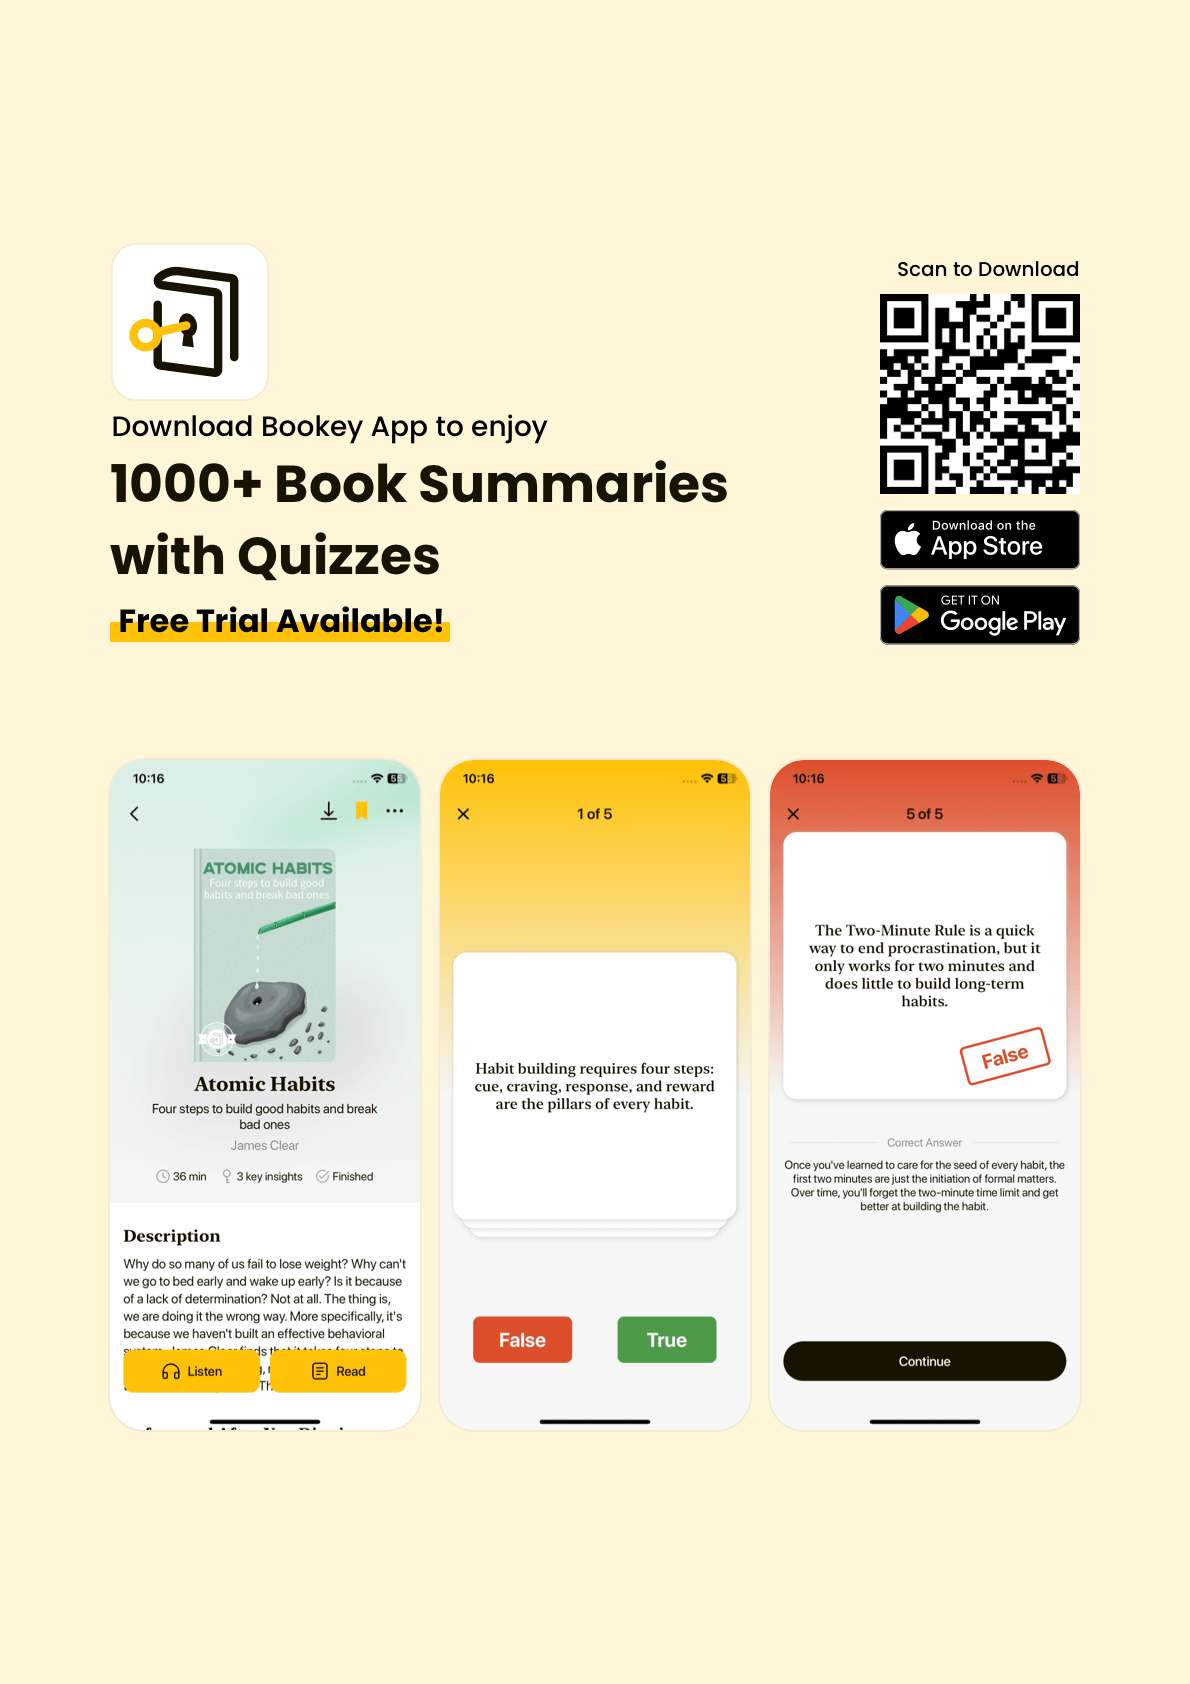 Scan to Download
Download on the
App Store
GET IT ON
Google Play
Download Bookey App to enjoy
1000+ Book Summaries
with Quizzes
Free Trial Available!
10:16
ATOMIC HABITS
Four steps to build good
habits and break bad ones
Atomic Habits
Four steps to build good habits and break
bad ones
James Clear
36 min
3 key insights
Finished
Description
Why do so many of us fail to lose weight? Why can't
we go to bed early and wake up early? Is it because
of a lack of determination? Not at all. The thing is,
we are doing it the wrong way. More specifically, it's
because we haven't built an effective behavioral
Listen
Read
10:16
1 of 5
Habit building requires four steps:
cue, craving, response, and reward
are the pillars of every habit.
False
True
10:16
5 of 5
The Two-Minute Rule is a quick
way to end procrastination, but it
only works for two minutes and
does little to build long-term
habits.
False
Correct Answer
Once you've learned to care for the seed of every habit, the
first two minutes are just the initiation of formal matters.
Over time, you'll forget the two-minute time limit and get
better at building the habit.
Continue